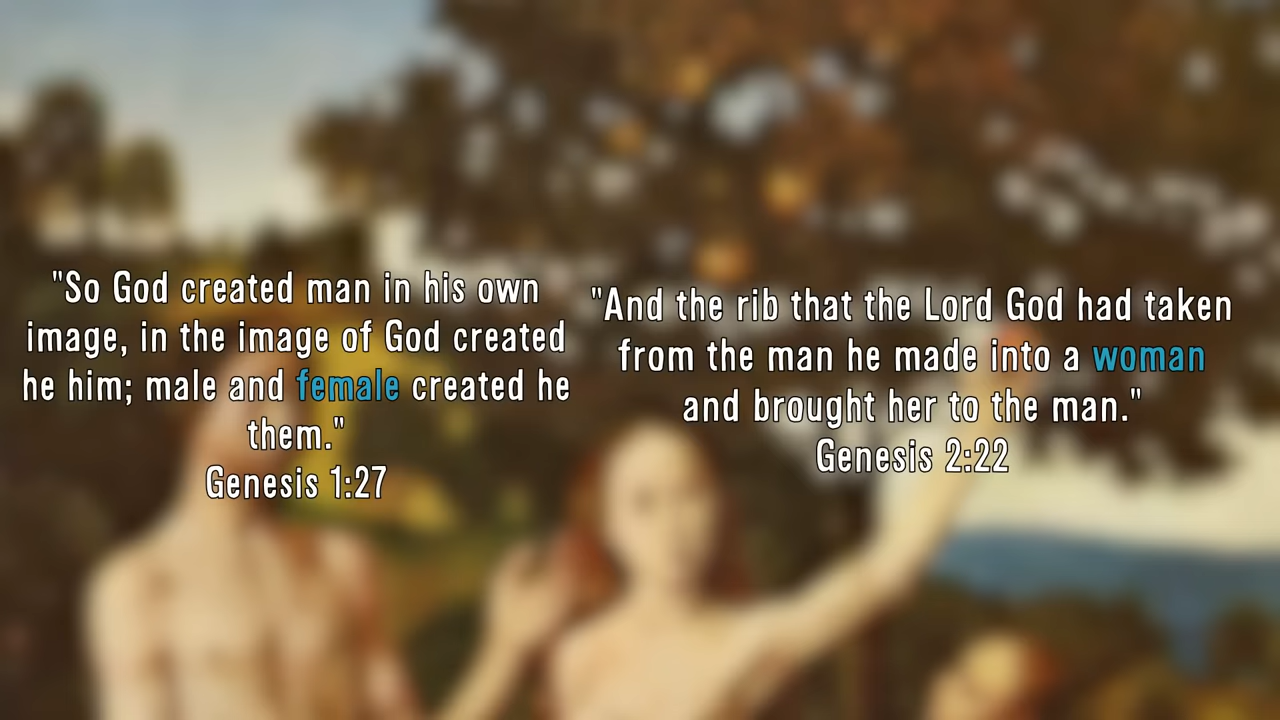 "So God created man in his own
image, in the image of God created
he him; male and female created he
them."
Genesis 1:27
"And the rib that the Lord God had taken
from the man he made into a woman
and brought her to the man."
Genesis 2:22